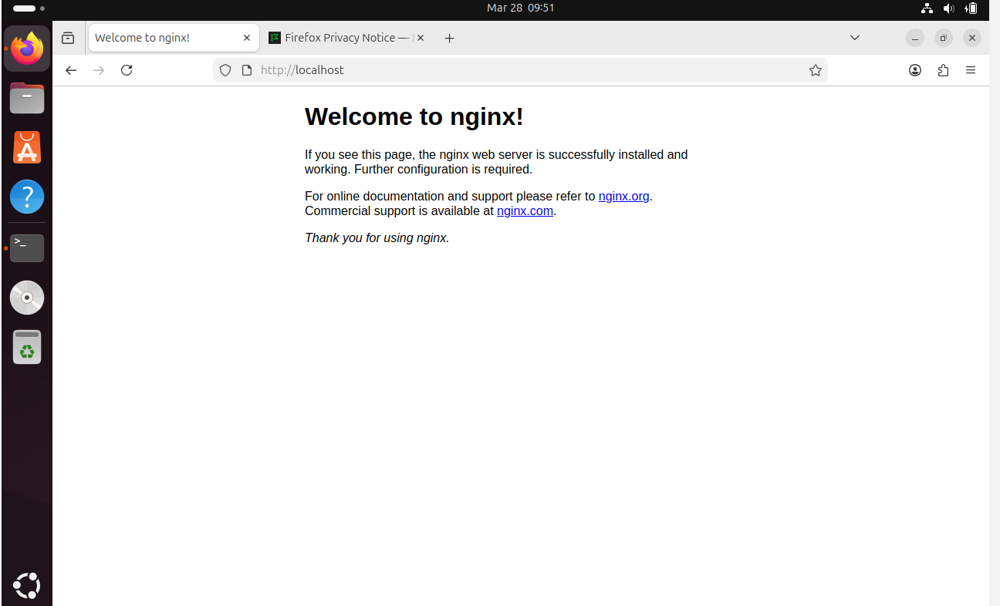 Mar 28 09:51
Welcome to nginx!
Firefox Privacy Notice —
http://localhost
Welcome to nginx!
If you see this page, the nginx web server is successfully installed and
working. Further configuration is required.
For online documentation and support please refer to nginx.org.
Commercial support is available at nginx.com.
Thank you for using nginx.
>_